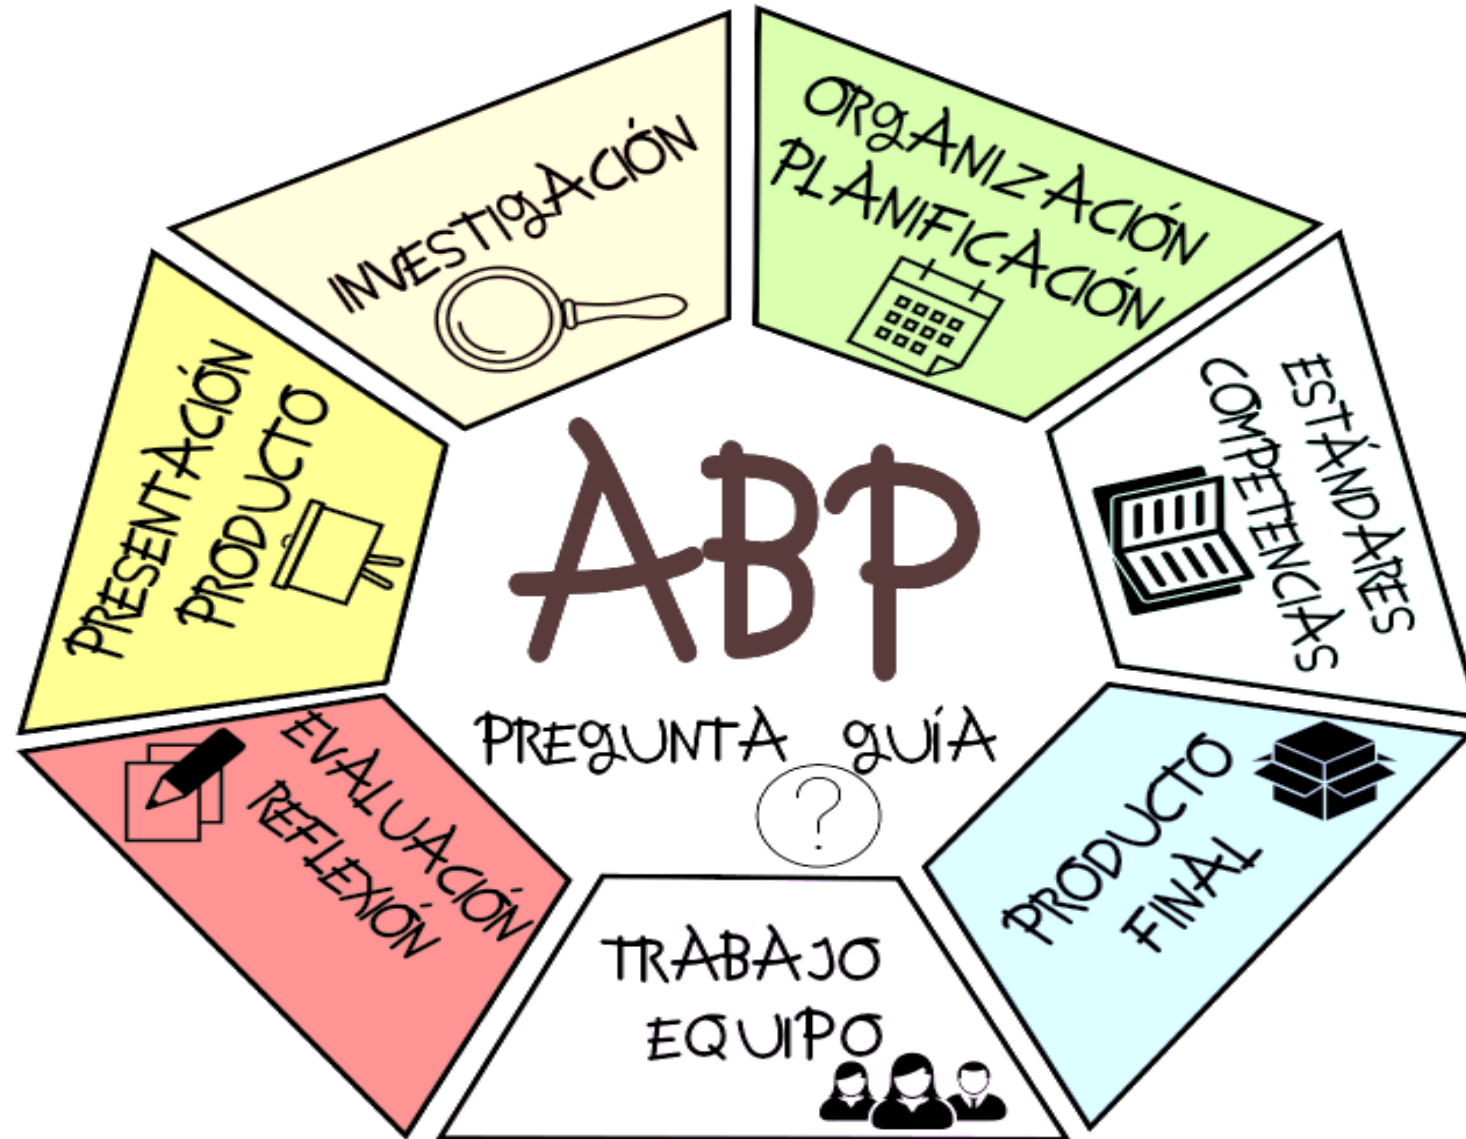 INVESTIGACIÓN
ORGANIZACIÓN
PLANIFICACIÓN
ESTÁNDARES
COMPETENCIAS
PRODUCTO
FINAL
TRABAJO
EQUIPO
EVALUACIÓN
REFLEXIÓN
PRESENTACIÓN
PRODUCTO
ABP
PREGUNTA GUÍA
?